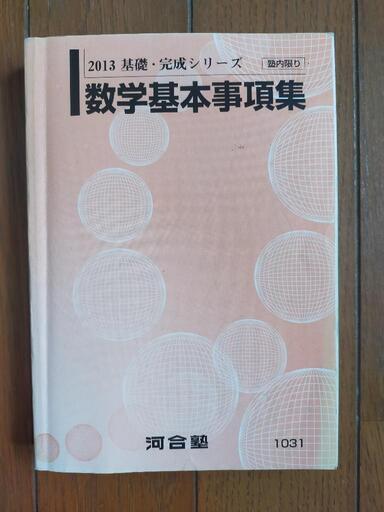 2013 基礎・完成シリーズ 塾内限り
数学基本事項集
河合塾 1031